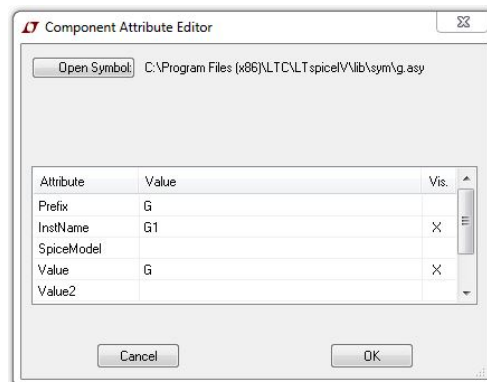 Component Attribute Editor
Open Symbol: C:\Program Files (x86)\LTC\LTspiceIV\lib\sym\g.asy
Attribute Value Vis.
Prefix G
InstName G1 X
SpiceModel
Value G X
Value2
Cancel OK